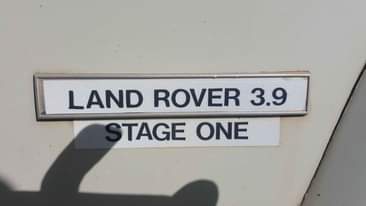 LAND ROVER 3.9
STAGE ONE